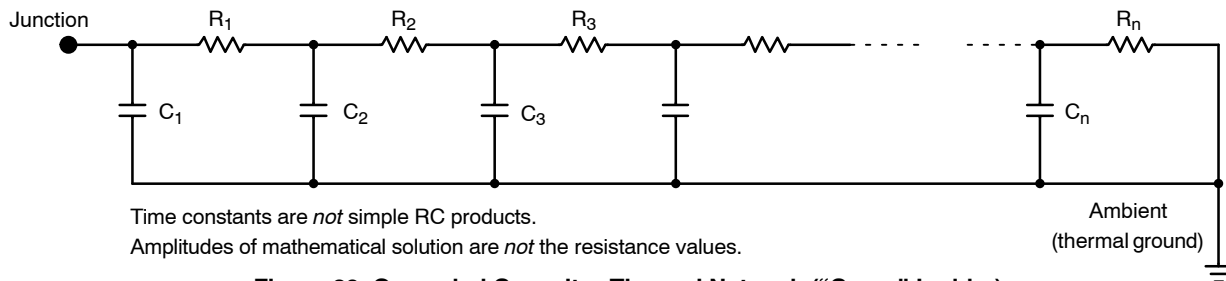 Junction
R1
R2
R3
Rn
C1
C2
C3
Cn
Time constants are not simple RC products.
Amplitudes of mathematical solution are not the resistance values.
Ambient
(thermal ground)